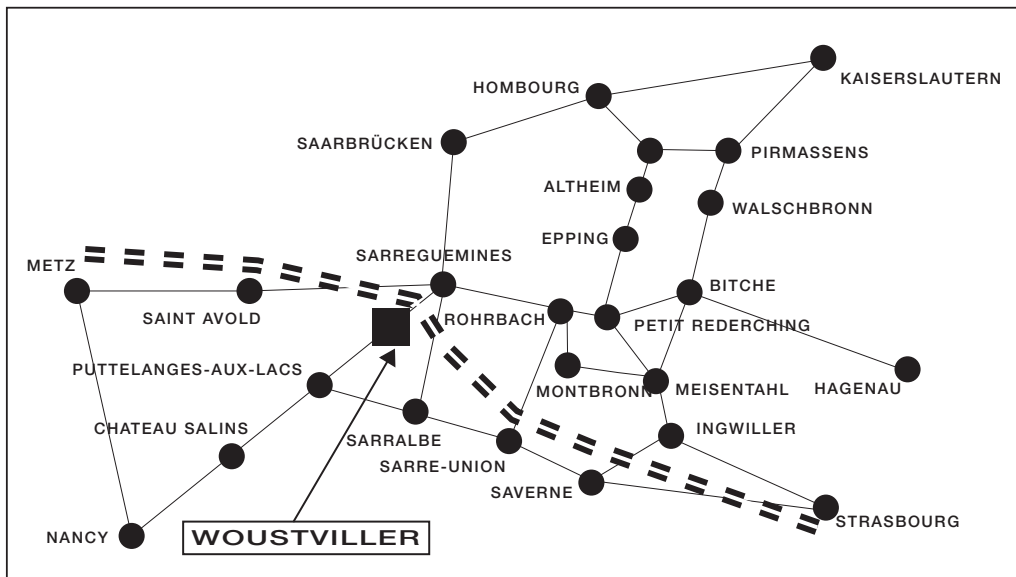 KAISERSLAUTERN
HOMBOURG
SAARBRÜCKEN
PIRMASSENS
ALTHEIM
WALSCHBRONN
EPPING
SARREGUEMINES
METZ
BITCHE
SAINT AVOLD
ROHRBACH
PETIT REDERCHING
PUTTELANGES-AUX-LACS
MONTBRONN
MEISENTAHL
HAGENAU
CHATEAU SALINS
SARRALBE
INGWILLER
SARRE-UNION
SAVERNE
STRASBOURG
NANCY
WOUSTVILLER